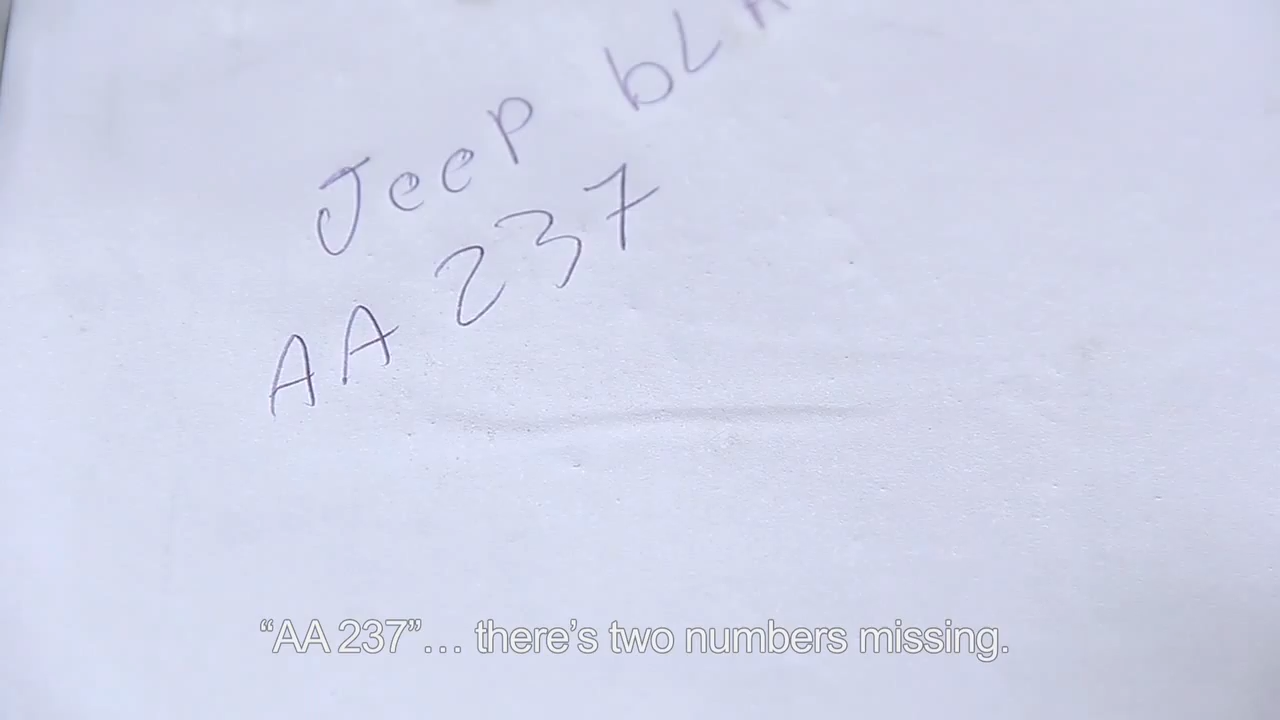 Jeep
AA 237
“AA 237”… there’s two numbers missing.